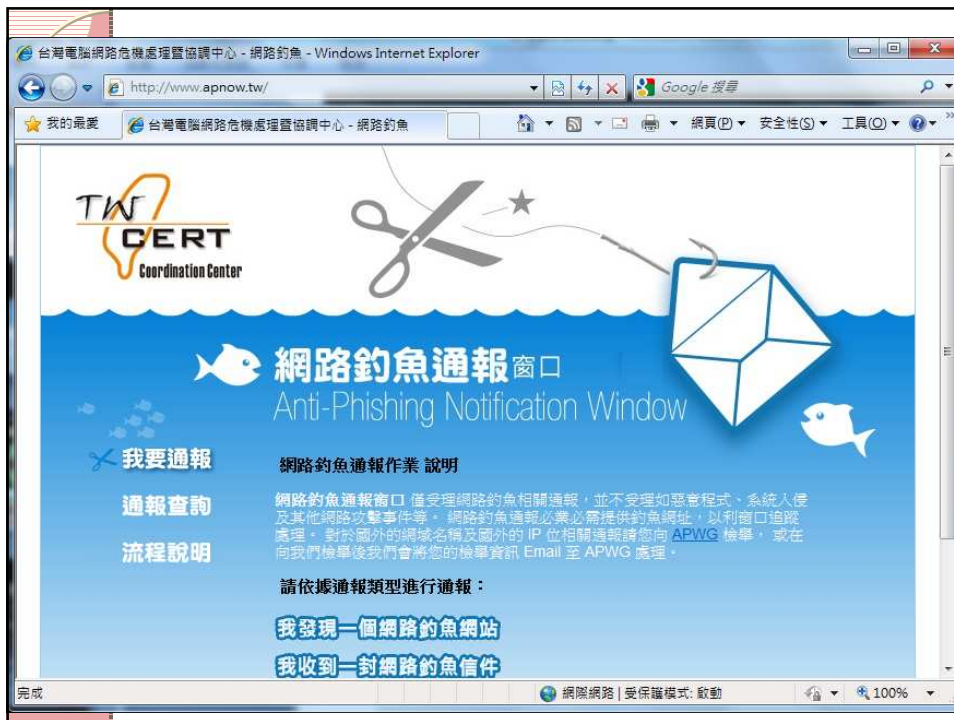 台灣電腦網路危機處理暨協調中心 - 網路釣魚 - Windows Internet Explorer
http://www.apnow.tw/
Google 搜尋
我的最愛
台灣電腦網路危機處理暨協調中心 - 網路釣魚
網頁(P)
安全性(S)
工具(O)
TW
CERT
Coordination Center
網路釣魚通報窗口
Anti-Phishing Notification Window
我要通報
通報查詢
流程說明
網路釣魚通報作業 說明
網路釣魚通報窗口 僅受理網路釣魚相關通報，並不受理如惡意程式、系統入侵
及其他網路攻擊事件等。 網路釣魚通報必業必需提供釣魚網址，以利窗口追蹤
處理。 對於國外的網域名稱及國外的 IP 位相關通報請您向 APWG 檢舉， 或在
向我們檢舉後我們會將您的檢舉資訊 Email 至 APWG 處理。
請依據通報類型進行通報：
我發現一個網路釣魚網站
我收到一封網路釣魚信件
完成
網際網路 | 受保護模式: 啟動
100%